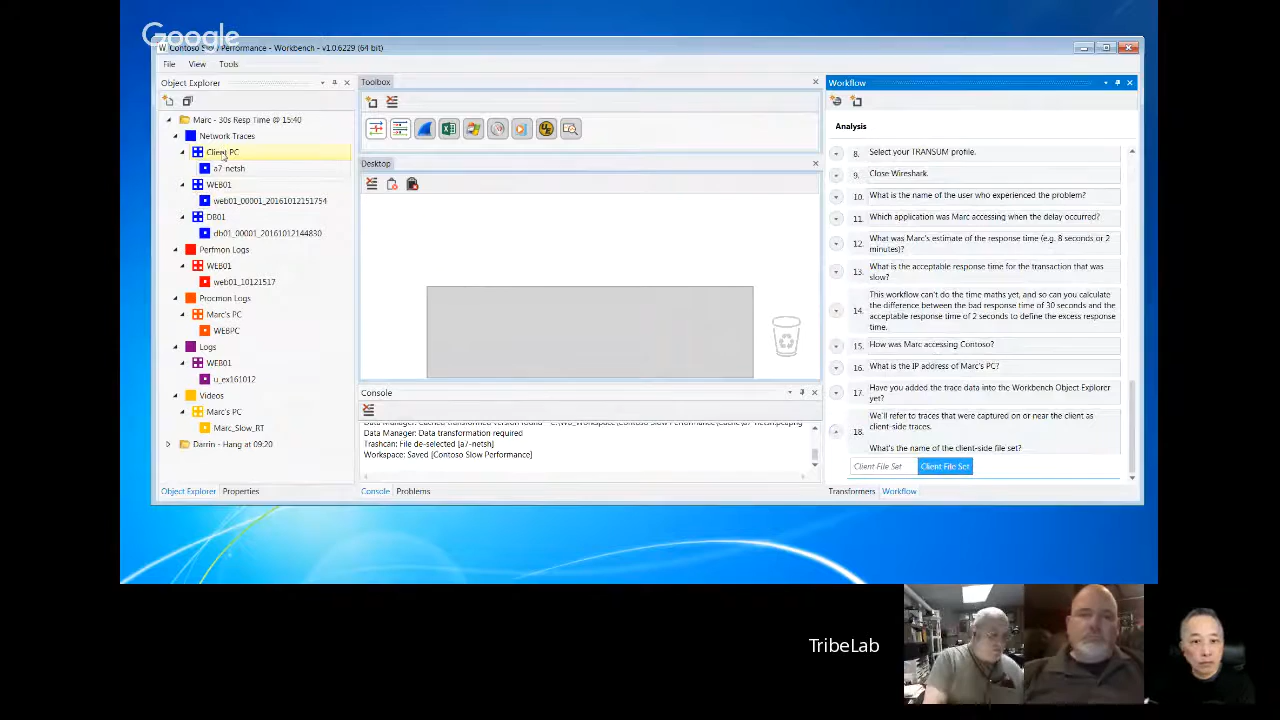 Google
Performance - Workbench - v1.0.6229 (64 bit)
File View Tools
Object Explorer
Marc - 30s Resp Time @ 15:40
Network Traces
Client PC
a7-netsh
WEB01
web01_00001_20161012151754
DB01
db01_00001_20161012144830
Perfmon Logs
WEB01
web01_10121517
Procmon Logs
Marc's PC
WEBPC
Logs
WEB01
u_ex161012
Videos
Marc's PC
Marc_Slow_RT
Darrin - Hang at 09:20
Object Explorer Properties
Toolbox
Desktop
Console
Data Manager: Data transformation required
Trashcan: File de-selected [a7-netsh]
Workspace: Saved [Contoso Slow Performance]
Console Problems
Workflow
Analysis
8. Select your TRANSUM profile.
9. Close Wireshark.
10. What is the name of the user who experienced the problem?
11. Which application was Marc accessing when the delay occurred?
12. What was Marc's estimate of the response time (e.g. 8 seconds or 2
minutes)?
13. What is the acceptable response time for the transaction that was
slow?
14. This workflow can't do the time maths yet, and so can you calculate
the difference between the bad response time of 30 seconds and the
acceptable response time of 2 seconds to define the excess response
time.
15. How was Marc accessing Contoso?
16. What is the IP address of Marc's PC?
17. Have you added the trace data into the Workbench Object Explorer
yet?
18. We'll refer to traces that were captured on or near the client as
client-side traces.
What's the name of the client-side file set?
Client File Set Client File Set
Transformers Workflow
TribeLab